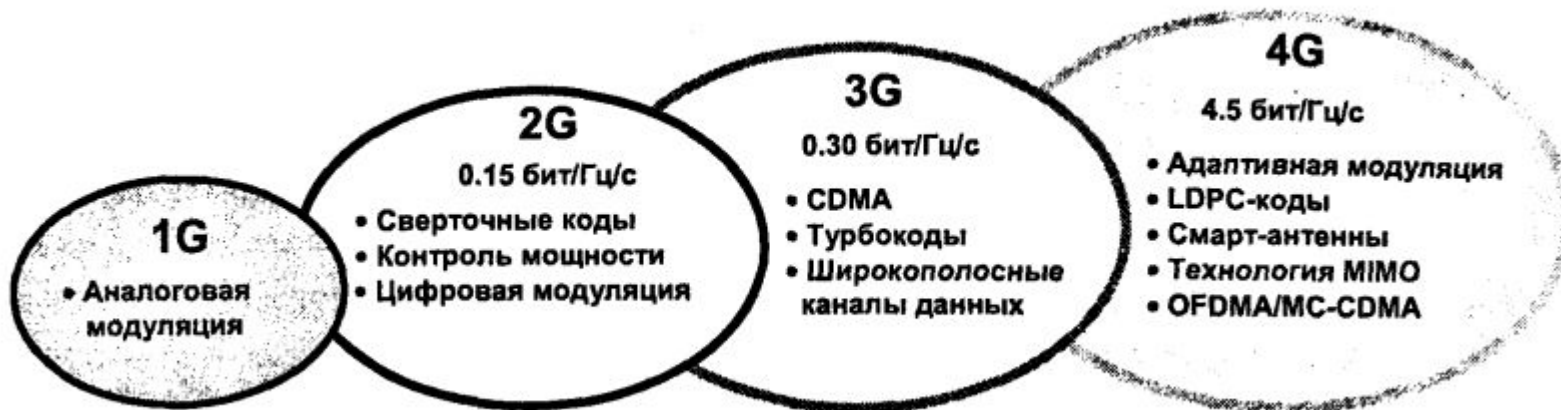 1G
• Аналоговая
модуляция
2G
0.15 бит/Гц/с
• Сверточные коды
• Контроль мощности
• Цифровая модуляция
3G
0.30 бит/Гц/с
• CDMA
• Турбокоды
• Широкополосные
каналы данных
4G
4.5 бит/Гц/с
• Адаптивная модуляция
• LDPC-коды
• Смарт-антенны
• Технология MIMO
• OFDMA/MC-CDMA